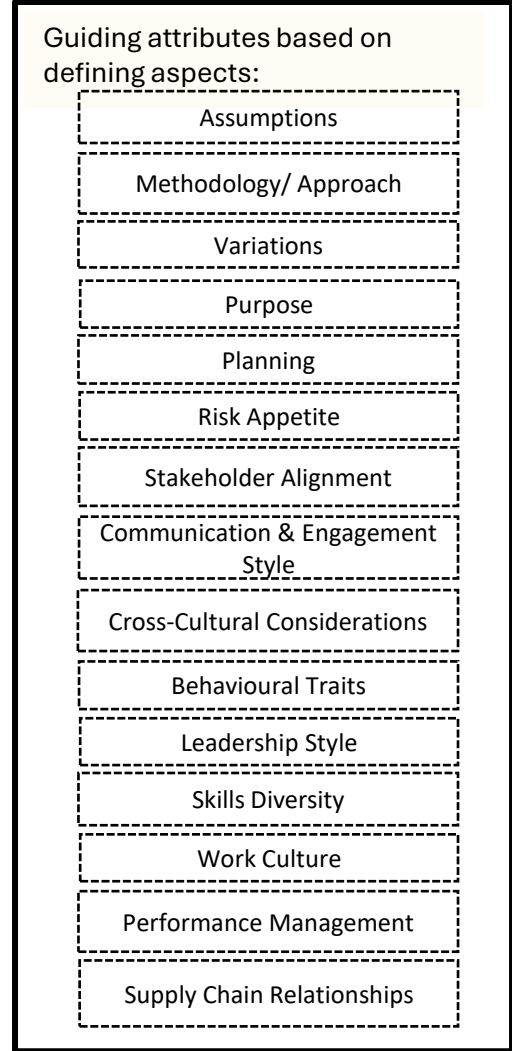 Guiding attributes based on
defining aspects:
Assumptions
Methodology/ Approach
Variations
Purpose
Planning
Risk Appetite
Stakeholder Alignment
Communication & Engagement
Style
Cross-Cultural Considerations
Behavioural Traits
Leadership Style
Skills Diversity
Work Culture
Performance Management
Supply Chain Relationships